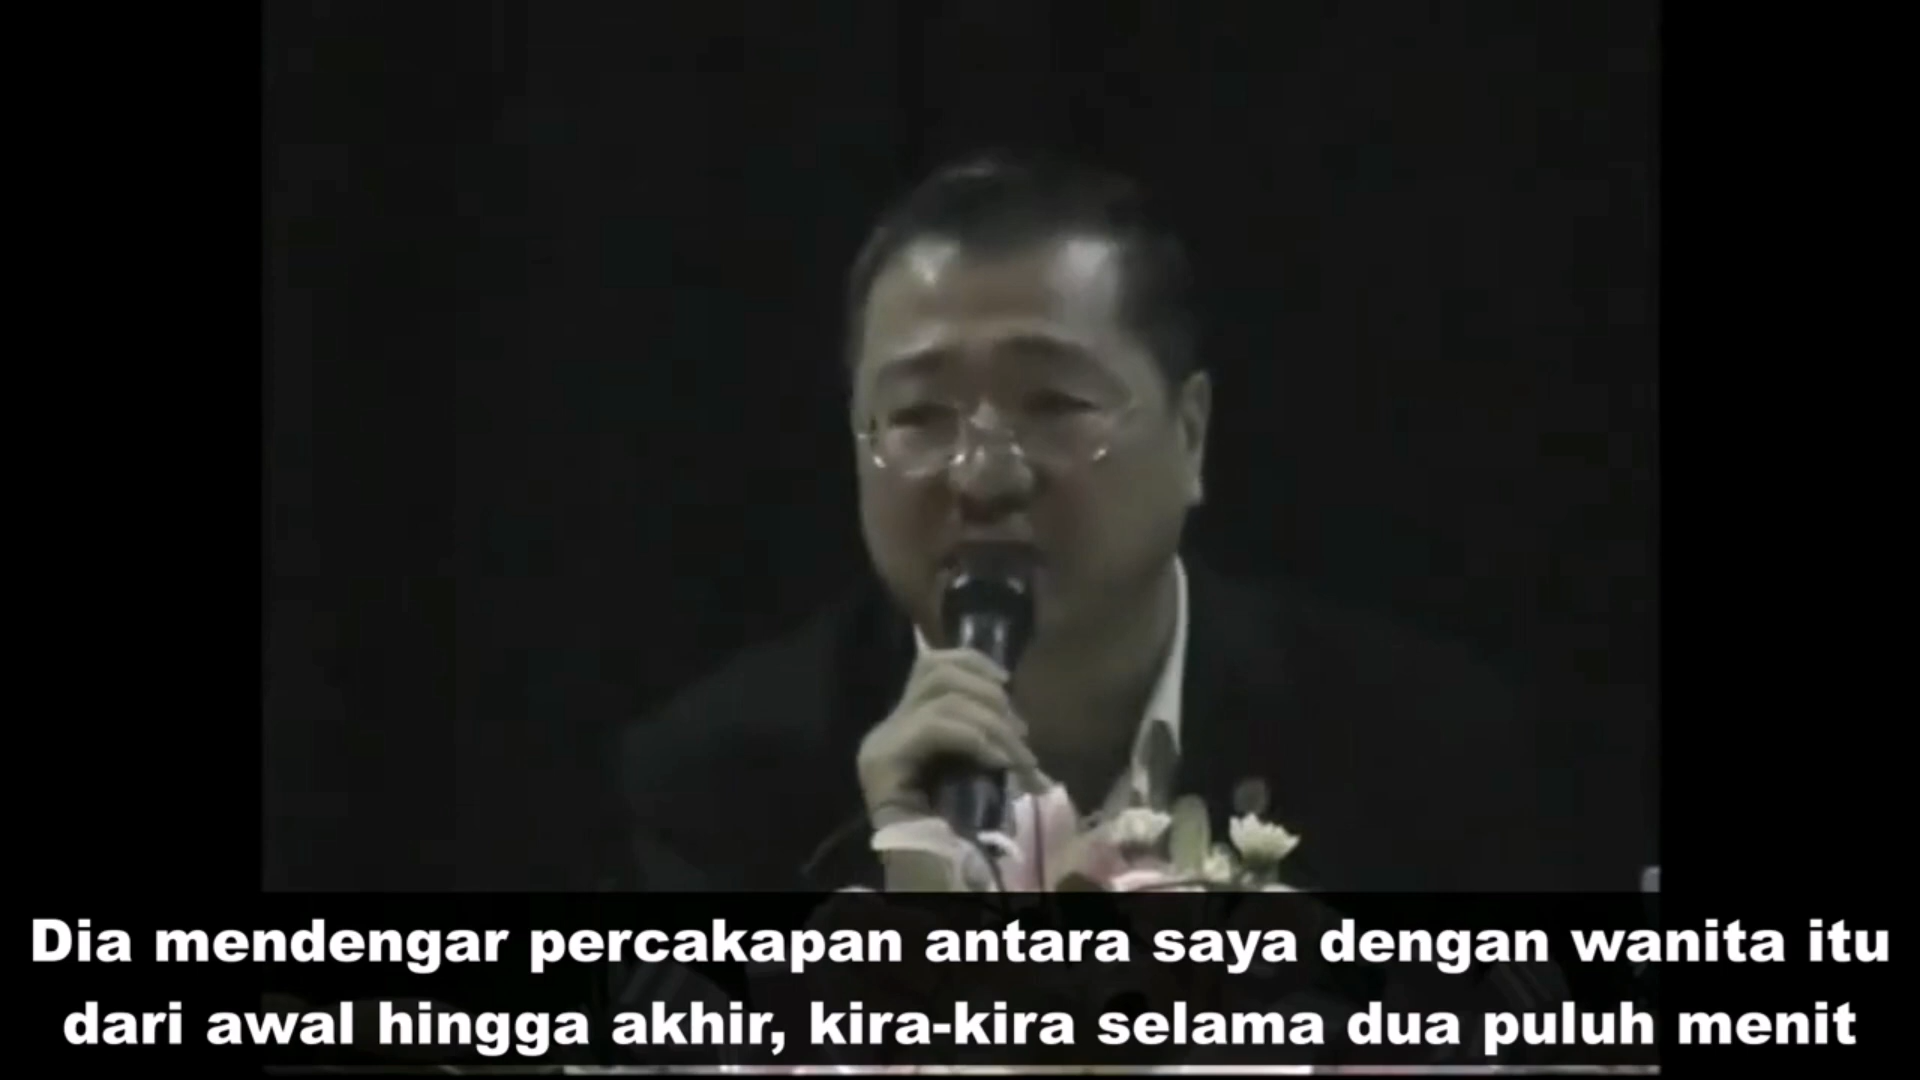 Dia mendengar percakapan antara saya dengan wanita itu
dari awal hingga akhir, kira-kira selama dua puluh menit